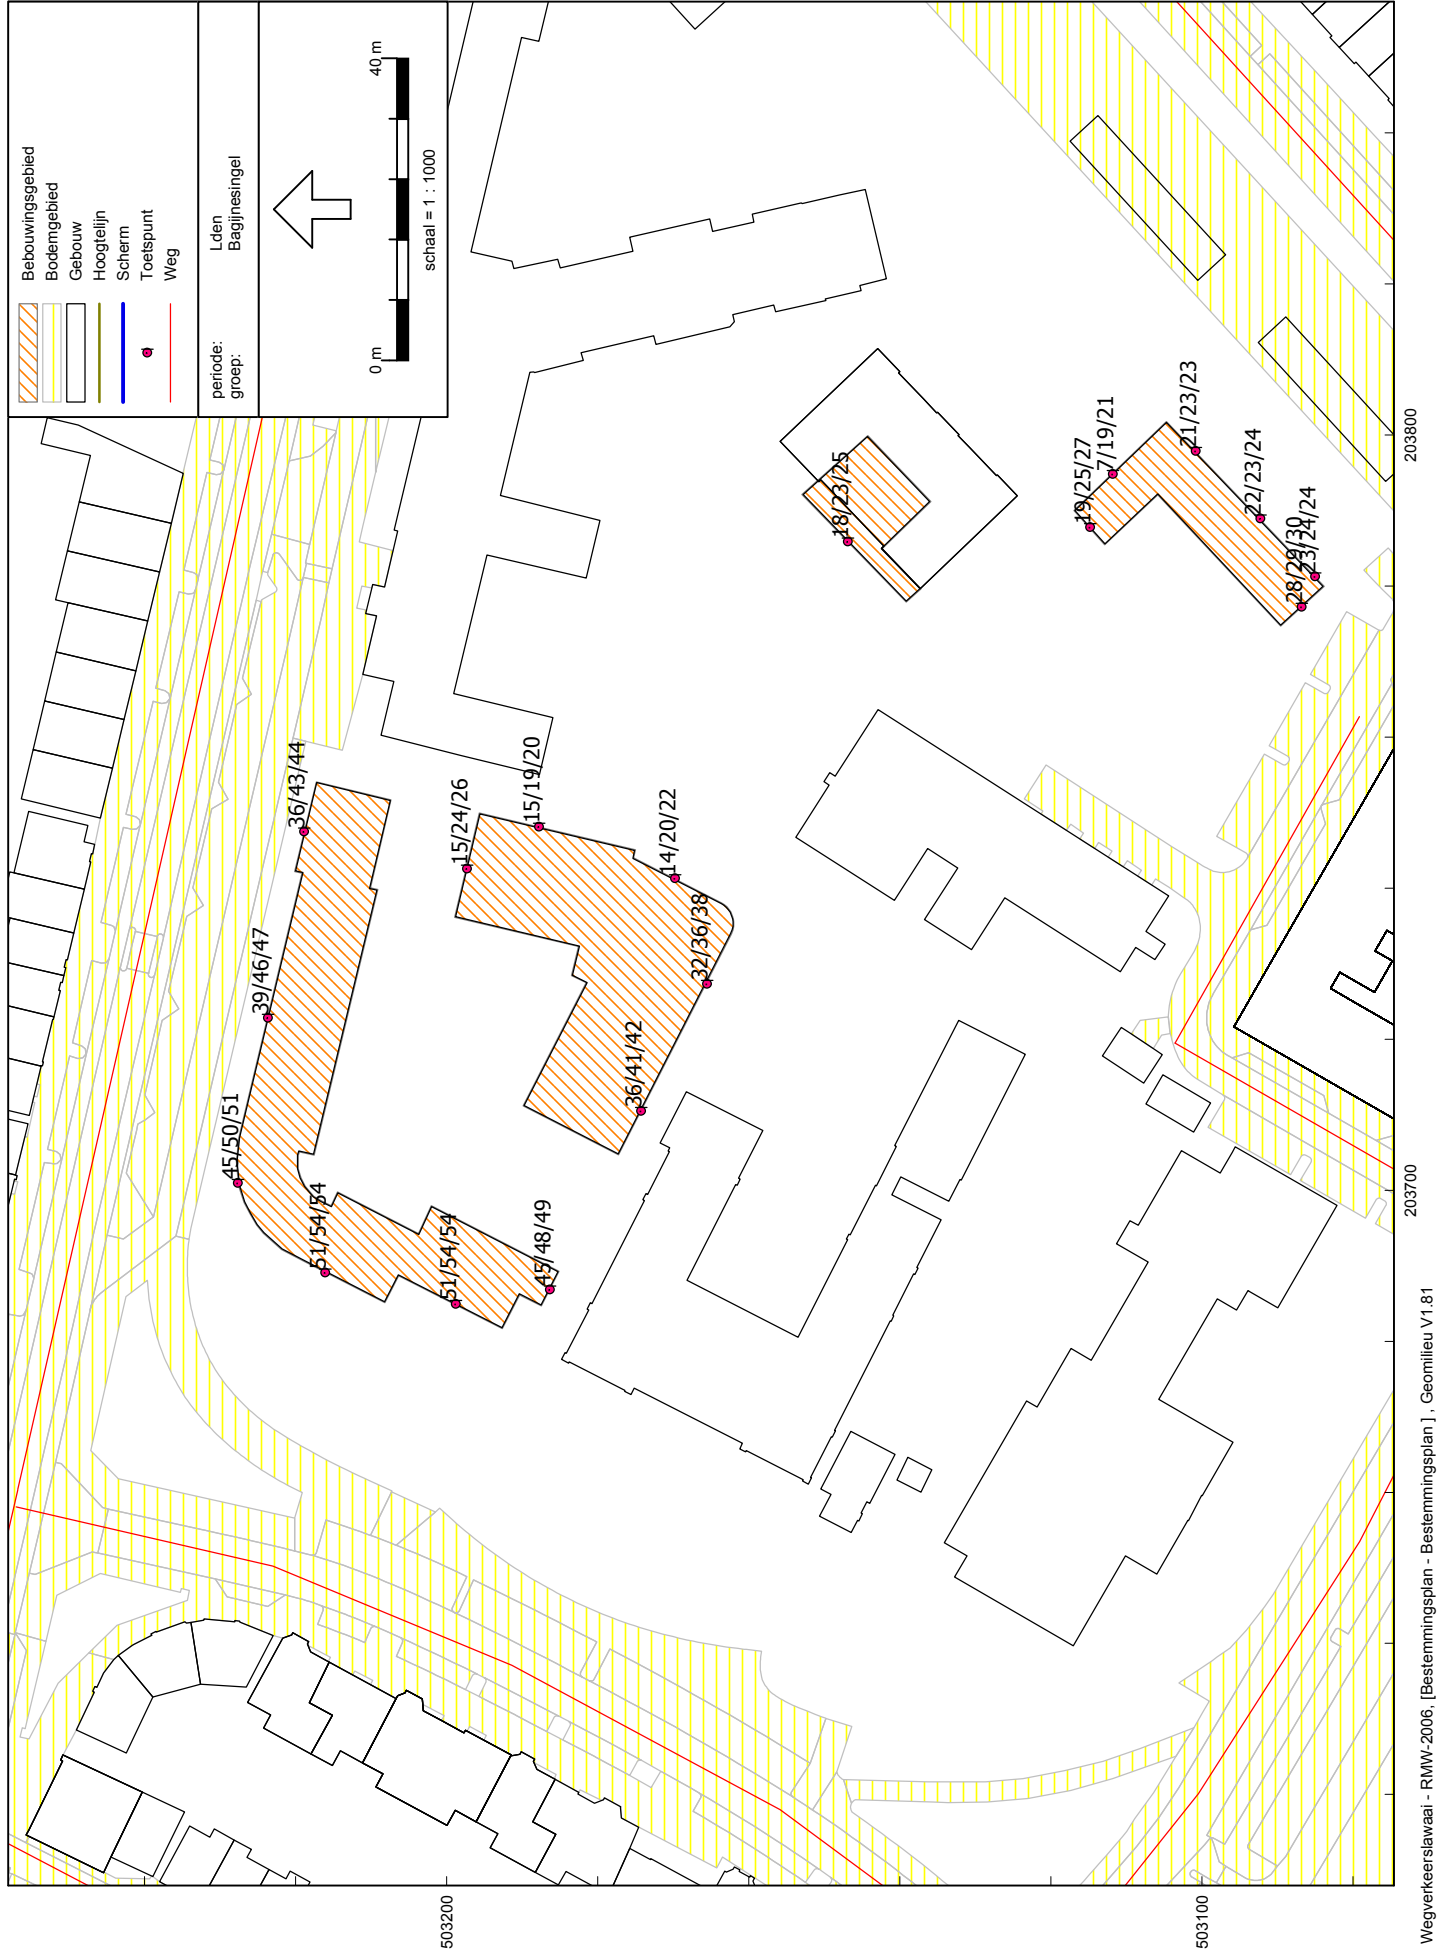 Bebouwingsgebied
Bodemgebied
Gebouw
Hoogtelijn
Scherm
Toetspunt
Weg
periode: Lden
groep: Bagijnesingel
0 m 40 m
schaal = 1 : 1000
36/43/44
39/46/47
45/50/51
51/54/54
51/54/54
45/48/49
15/24/26
15/19/20
14/20/22
32/36/38
36/41/42
18/23/25
19/25/27
7/19/21
21/23/23
22/23/24
23/24/24
28/29/30
203800
203700
503200
503100
Wegverkeerslawaai - RMW-2006, [Bestemmingsplan - Bestemmingsplan ] , Geomilieu V1.81